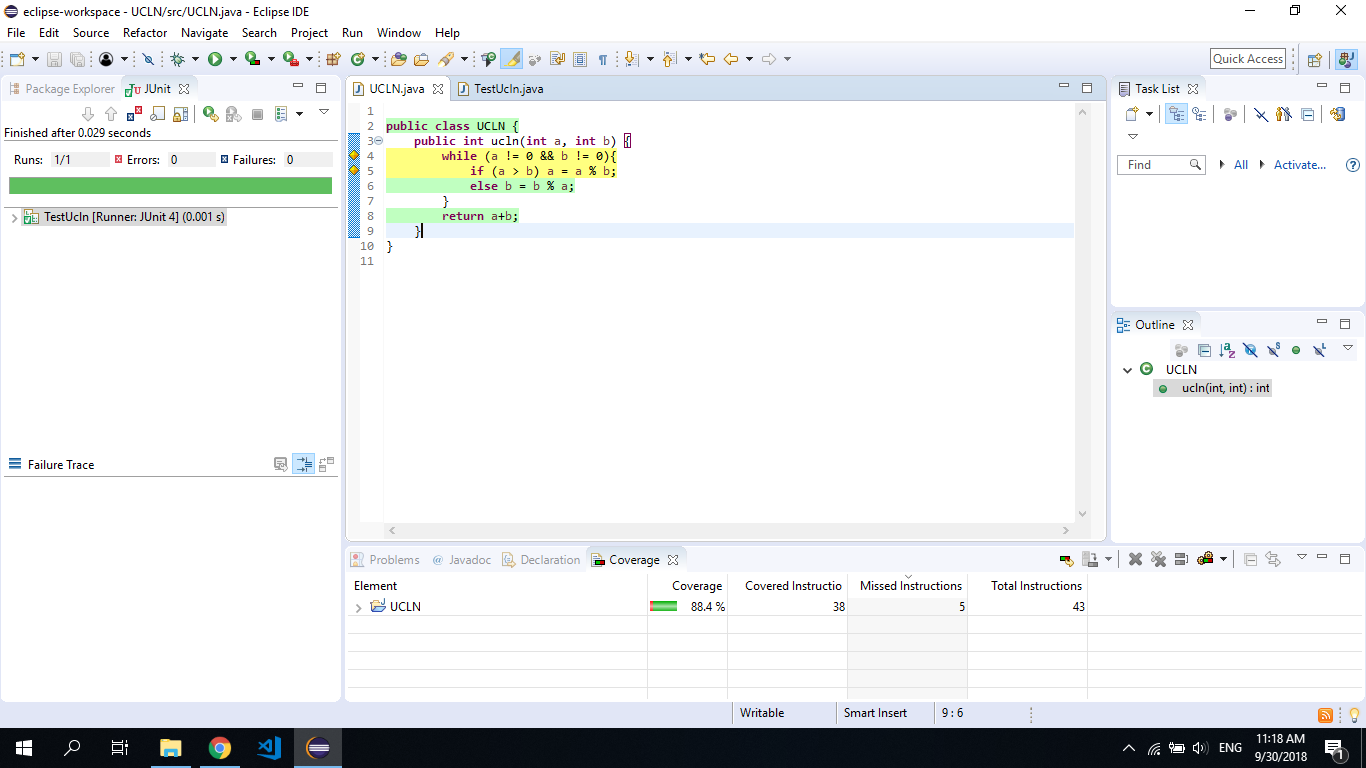 eclipse-workspace - UCLN/src/UCLN.java - Eclipse IDE
File Edit Source Refactor Navigate Search Project Run Window Help
Quick Access
Package Explorer JUnit
Finished after 0.029 seconds
Runs: 1/1 Errors: 0 Failures: 0
TestUcln [Runner: JUnit 4] (0.001 s)
Failure Trace
UCLN.java TestUcln.java
1
2 public class UCLN {
3 public int ucln(int a, int b) {
4 while (a != 0 && b != 0){
5 if (a > b) a = a % b;
6 else b = b % a;
7 }
8 return a+b;
9 }
10 }
11
Task List
Find All Activate...
Outline
UCLN
ucln(int, int) : int
Problems Javadoc Declaration Coverage
Element Coverage Covered Instructio Missed Instructions Total Instructions
UCLN 88.4 % 38 5 43
Writable Smart Insert 9 : 6
ENG
11:18 AM
9/30/2018
1